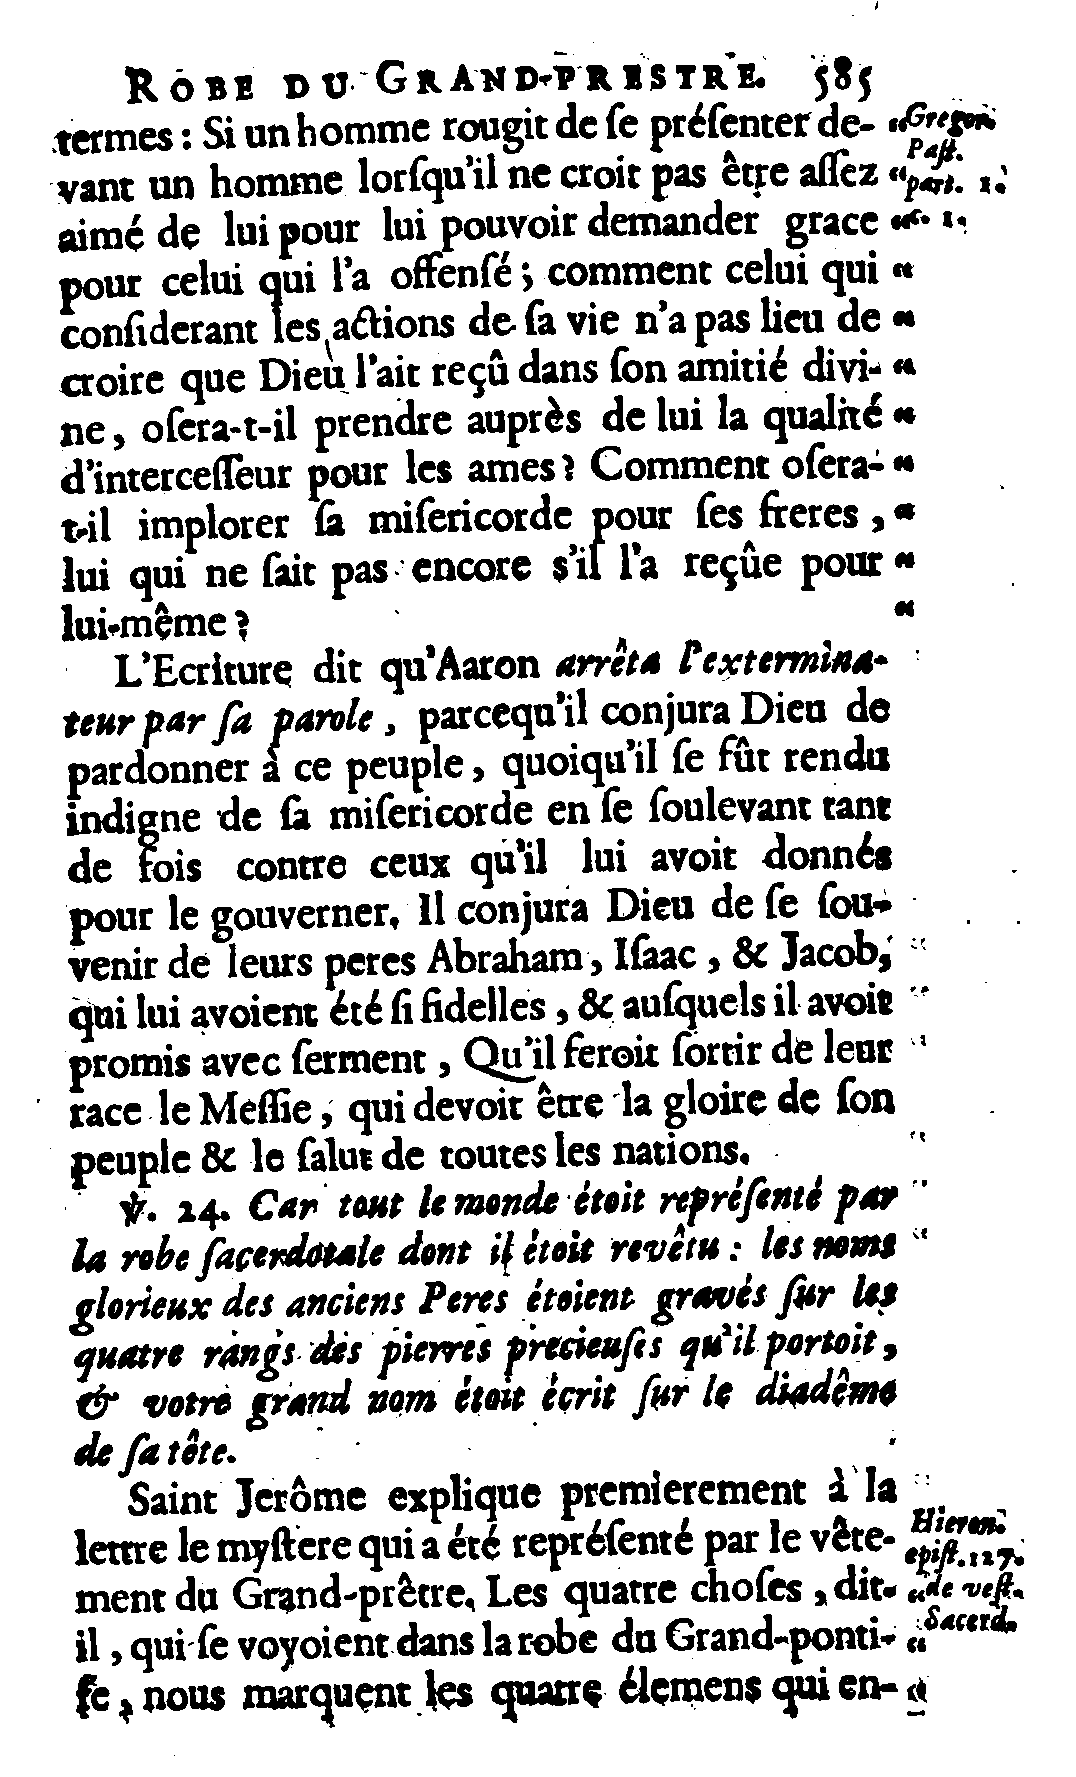 ROBE DU GRAND-PRESTRE. 585
termes : Si un homme rougit de ſe préſenter de- “ Gregor.
vant un homme lorſqu'il ne croit pas être aſſez “ Paſt. part. 1.
aimé de lui pour lui pouvoir demander grace “ c. 1.
pour celui qui l'a offenſé ; comment celui qui “
conſiderant les actions de ſa vie n'a pas lieu de “
croire que Dieu l'ait reçû dans ſon amitié divi- “
ne, oſera-t-il prendre auprès de lui la qualité “
d'interceſſeur pour les ames ? Comment oſera- “
t-il implorer ſa miſericorde pour ſes freres , “
lui qui ne ſait pas encore s'il l'a reçûe pour “
lui-même ? “
L'Ecriture dit qu'Aaron arrêta l'extermina-
teur par ſa parole , parcequ'il conjura Dieu de
pardonner à ce peuple , quoiqu'il ſe fût rendu
indigne de ſa miſericorde en ſe ſoulevant tant
de fois contre ceux qu'il lui avoit donnés
pour le gouverner. Il conjura Dieu de ſe ſou-
venir de leurs peres Abraham , Iſaac , & Jacob,
qui lui avoient été ſi fidelles , & auſquels il avoit
promis avec ſerment , Qu'il feroit ſortir de leur
race le Meſſie , qui devoit être la gloire de ſon
peuple & le ſalut de toutes les nations.
℣. 24. Car tout le monde étoit repréſenté par
la robe ſacerdotale dont il étoit revêtu : les noms
glorieux des anciens Peres étoient gravés ſur les
quatre rangs des pierres precieuſes qu'il portoit ,
& votre grand nom étoit écrit ſur le diadême
de ſa tête.
Saint Jerôme explique premierement à la
lettre le myſtere qui a été repréſenté par le vête- Hieron. epiſt. 127.
ment du Grand-prêtre. Les quatre choſes , dit- “ de veſt.
il , qui ſe voyoient dans la robe du Grand-ponti- “ Sacerd.
fe , nous marquent les quatre élemens qui en- “